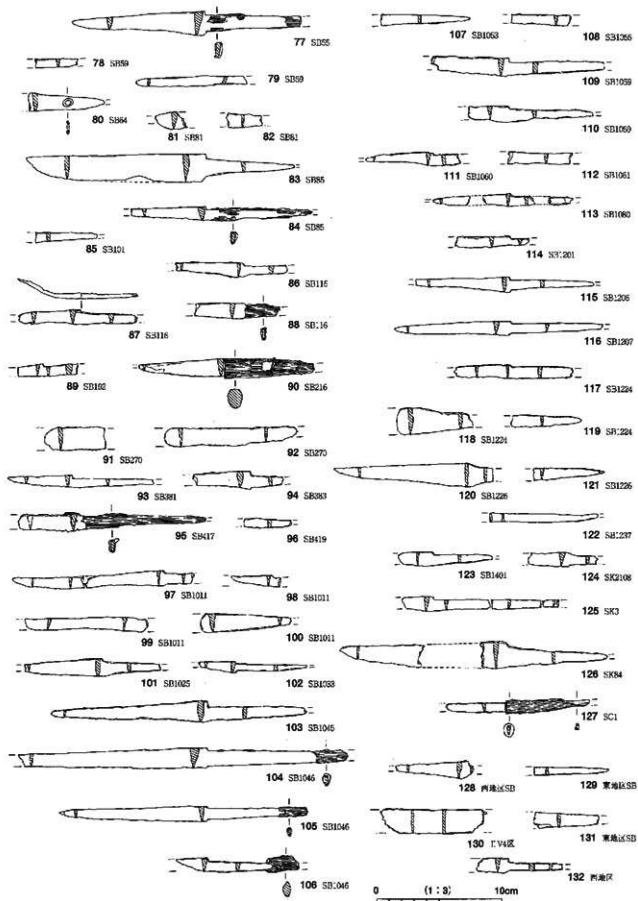 77 SD55
78 SB59
79 SB59
80 SB64
81 SB81
82 SB81
83 SB85
84 SD85
85 SB101
86 SB115
87 SB116
88 SB116
89 SB192
90 SB216
91 SB270
92 SB270
93 SB381
94 SB383
95 SB417
96 SB419
97 SB1011
98 SB1011
99 SB1011
100 SB1011
101 SB1025
102 SB1033
103 SB1045
104 SB1046
105 SB1046
106 SB1046
107 SB1053
108 SB1055
109 SB1059
110 SB1059
111 SB1060
112 SB1061
113 SB1080
114 SB1201
115 SB1206
116 SB1207
117 SB1224
118 SB1224
119 SB1224
120 SB1226
121 SB1226
122 SB1237
123 SB1401
124 SK2108
125 SK3
126 SK84
127 SC1
128 西地区SB
129 東地区SB
130
131 東地区SB
132 西地区
0 (1:3) 10cm